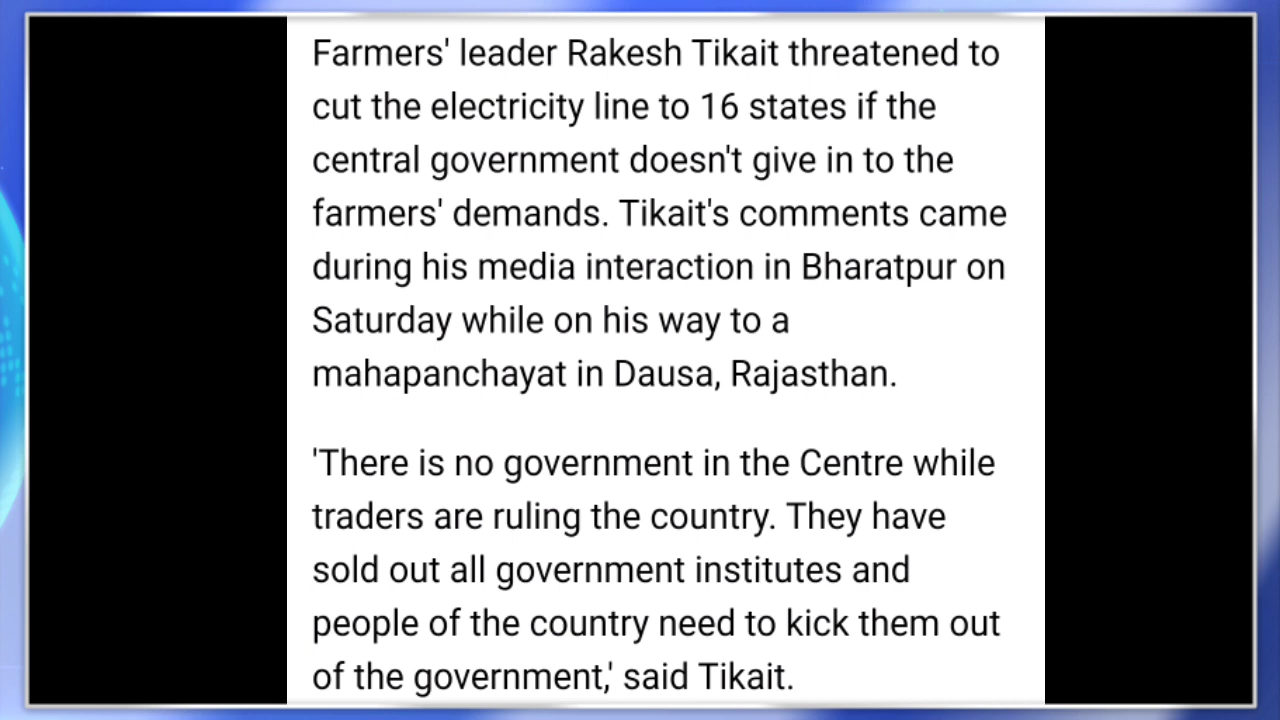 Farmers' leader Rakesh Tikait threatened to
cut the electricity line to 16 states if the
central government doesn't give in to the
farmers' demands. Tikait's comments came
during his media interaction in Bharatpur on
Saturday while on his way to a
mahapanchayat in Dausa, Rajasthan.
'There is no government in the Centre while
traders are ruling the country. They have
sold out all government institutes and
people of the country need to kick them out
of the government,' said Tikait.